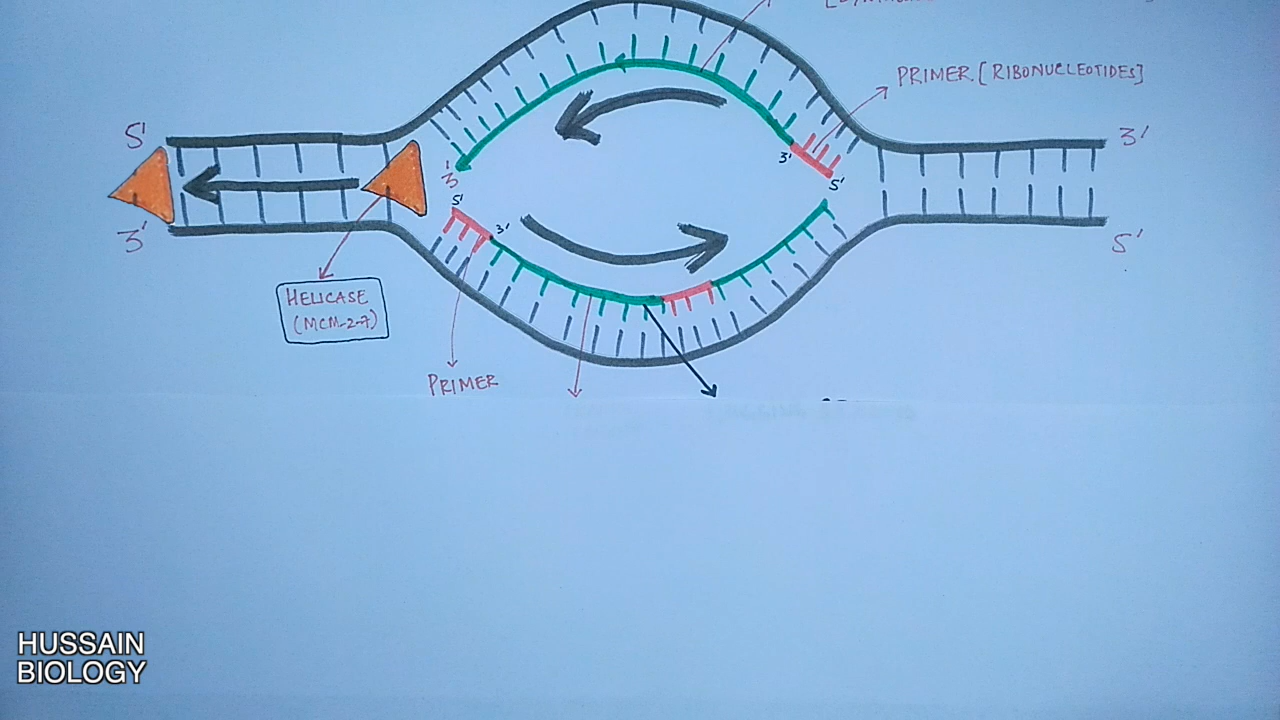 PRIMER [RIBONUCLEOTIDES]
5'
3'
3'
5'
3'
5'
3'
3'
5'
5'
HELICASE
(MCM-2-7)
PRIMER
HUSSAIN
BIOLOGY